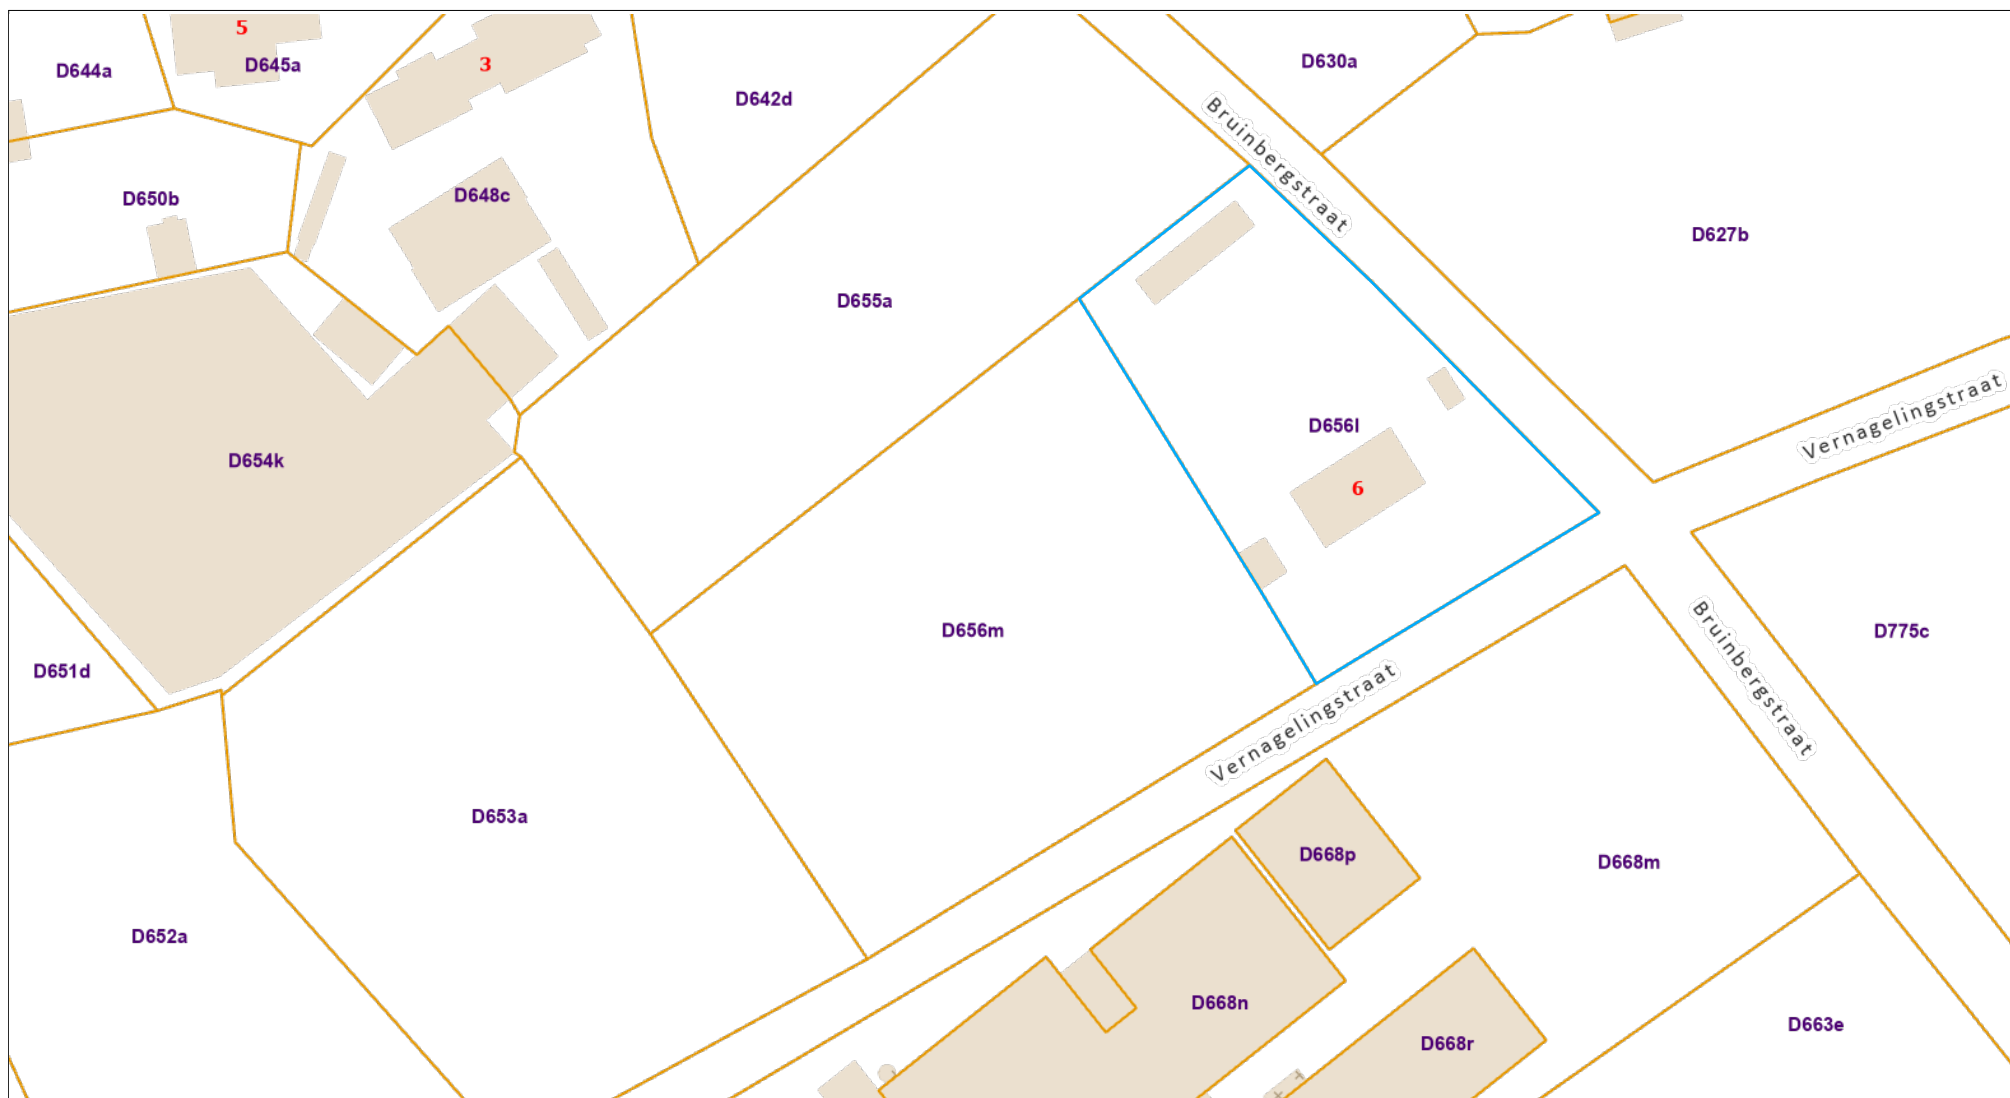 5
D645a
D644a
3
D642d
D630a
Bruinbergstraat
D650b
D648c
D627b
D655a
Vernagelingstraat
D656l
D654k
6
D656m
D775c
D651d
Bruinbergstraat
Vernagelingstraat
D653a
D668p
D668m
D652a
D668n
D663e
D668r